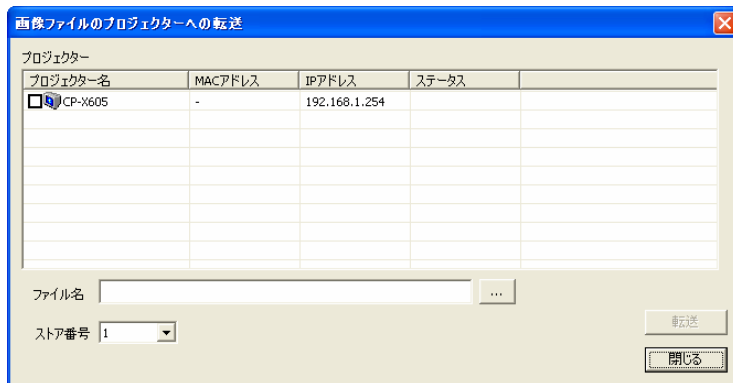 画像ファイルのプロジェクターへの転送
プロジェクター
プロジェクター名 MACアドレス IPアドレス ステータス
CP-X605 - 192.168.1.254
ファイル名 ...
ストア番号 1
転送
閉じる